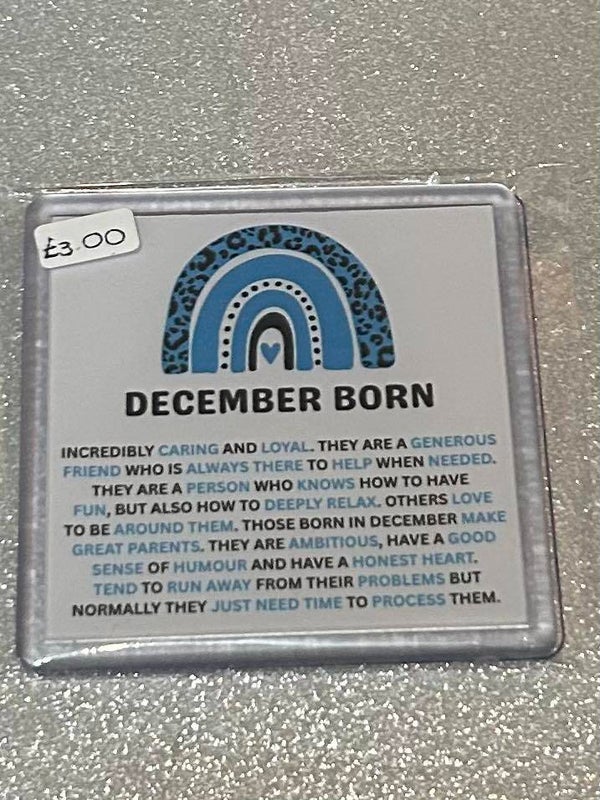 £3.00
DECEMBER BORN
INCREDIBLY CARING AND LOYAL. THEY ARE A GENEROUS
FRIEND WHO IS ALWAYS THERE TO HELP WHEN NEEDED.
THEY ARE A PERSON WHO KNOWS HOW TO HAVE
FUN, BUT ALSO HOW TO DEEPLY RELAX. OTHERS LOVE
TO BE AROUND THEM. THOSE BORN IN DECEMBER MAKE
GREAT PARENTS. THEY ARE AMBITIOUS, HAVE A GOOD
SENSE OF HUMOUR AND HAVE A HONEST HEART.
TEND TO RUN AWAY FROM THEIR PROBLEMS BUT
NORMALLY THEY JUST NEED TIME TO PROCESS THEM.